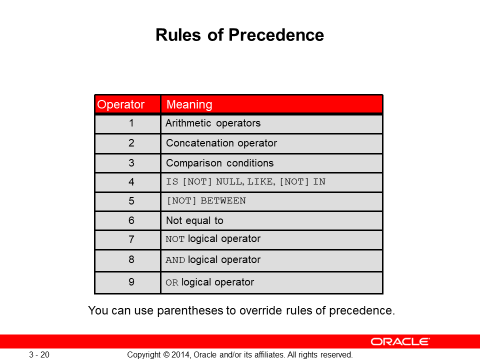 Rules of Precedence
Operator Meaning
1 Arithmetic operators
2 Concatenation operator
3 Comparison conditions
4 IS [NOT] NULL, LIKE, [NOT] IN
5 [NOT] BETWEEN
6 Not equal to
7 NOT logical operator
8 AND logical operator
9 OR logical operator
You can use parentheses to override rules of precedence.
ORACLE
3 - 20 Copyright © 2014, Oracle and/or its affiliates. All rights reserved.